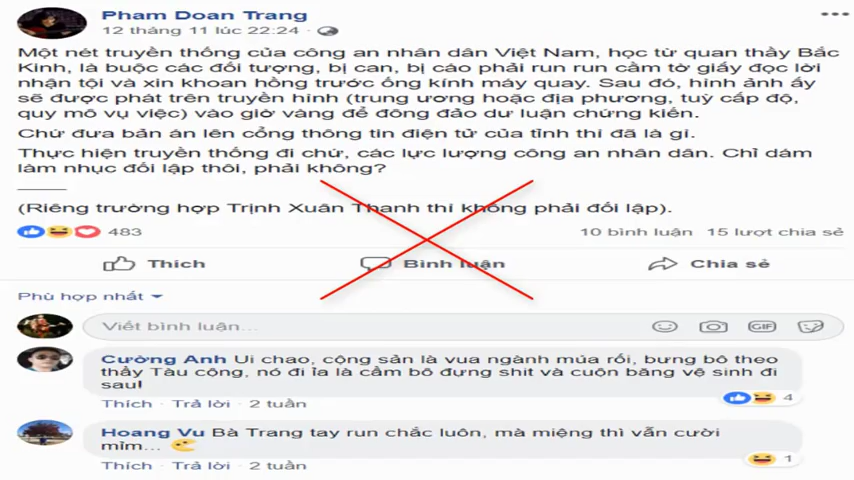 Pham Doan Trang
12 tháng 11 lúc 22:24
Một nét truyền thống của công an nhân dân Việt Nam, học từ quan thầy Bắc
Kinh, là buộc các đối tượng, bị can, bị cáo phải run run cầm tờ giấy đọc lời
nhận tội và xin khoan hồng trước ống kính máy quay. Sau đó, hình ảnh ấy
sẽ được phát trên truyền hình (trung ương hoặc địa phương, tuỳ cấp độ,
quy mô vụ việc) vào giờ vàng để đông đảo dư luận chứng kiến.
Chứ đưa bản án lên cổng thông tin điện tử của tỉnh thì đã là gì.
Thực hiện truyền thống đi chứ, các lực lượng công an nhân dân. Chỉ dám
làm nhục đối lập thôi, phải không?
(Riêng trường hợp Trịnh Xuân Thanh thì không phải đối lập).
483
10 bình luận 15 lượt chia sẻ
Thích Bình luận Chia sẻ
Phù hợp nhất
Viết bình luận...
GIF
Cường Anh Ui chao, cộng sản là vua ngành múa rối, bưng bô theo
thầy Tàu cộng, nó đi ỉa là cầm bô đựng shit và cuộn băng vệ sinh đi
sau!
4
Thích · Trả lời · 2 tuần
Hoang Vu Bà Trang tay run chắc luôn, mà miệng thì vẫn cười
mỉm...
1
Thích · Trả lời · 2 tuần